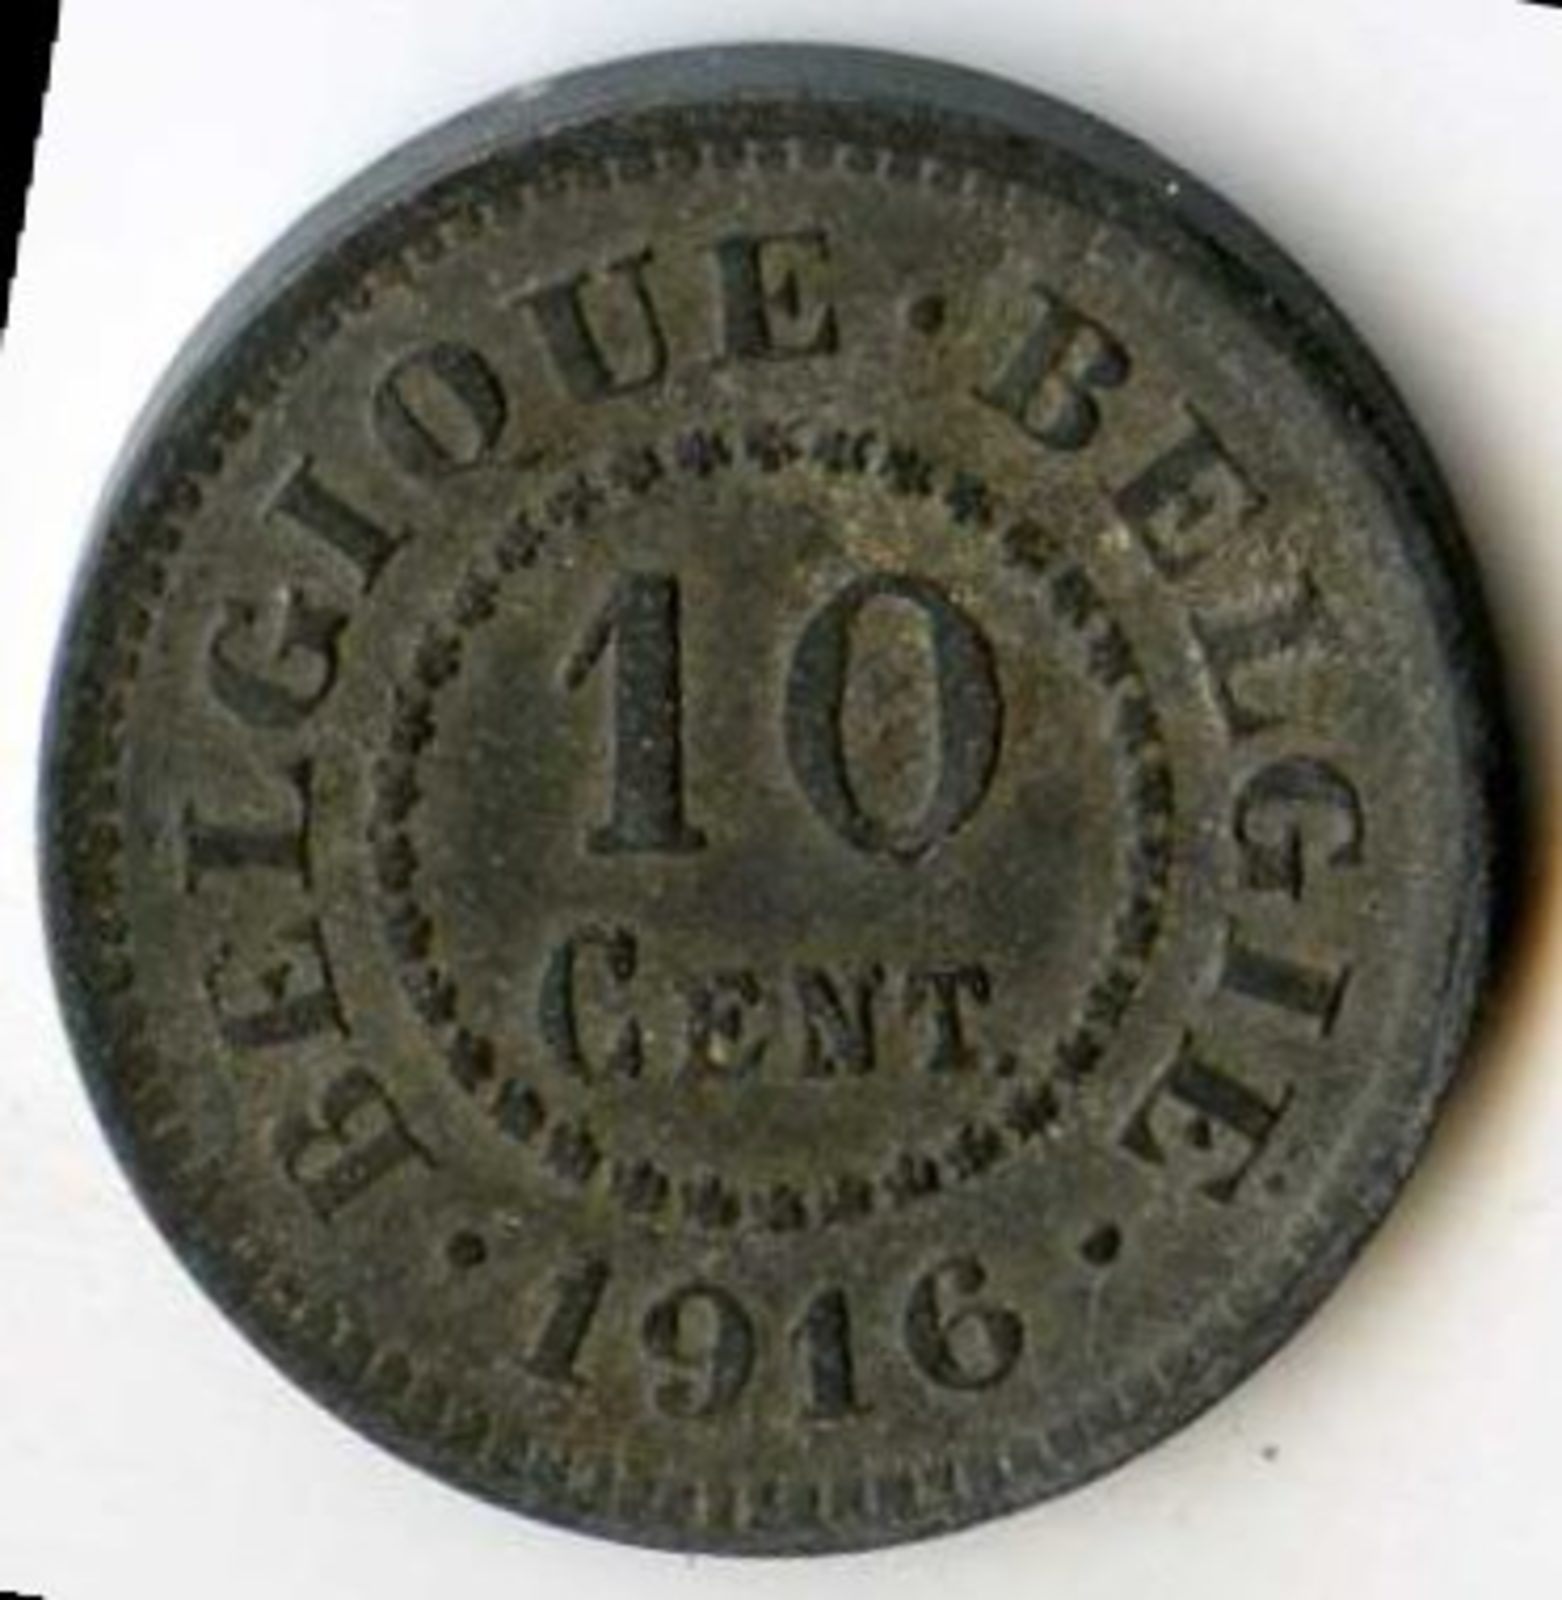 BELGIQUE · BELGIE
10
CENT.
· 1916 ·